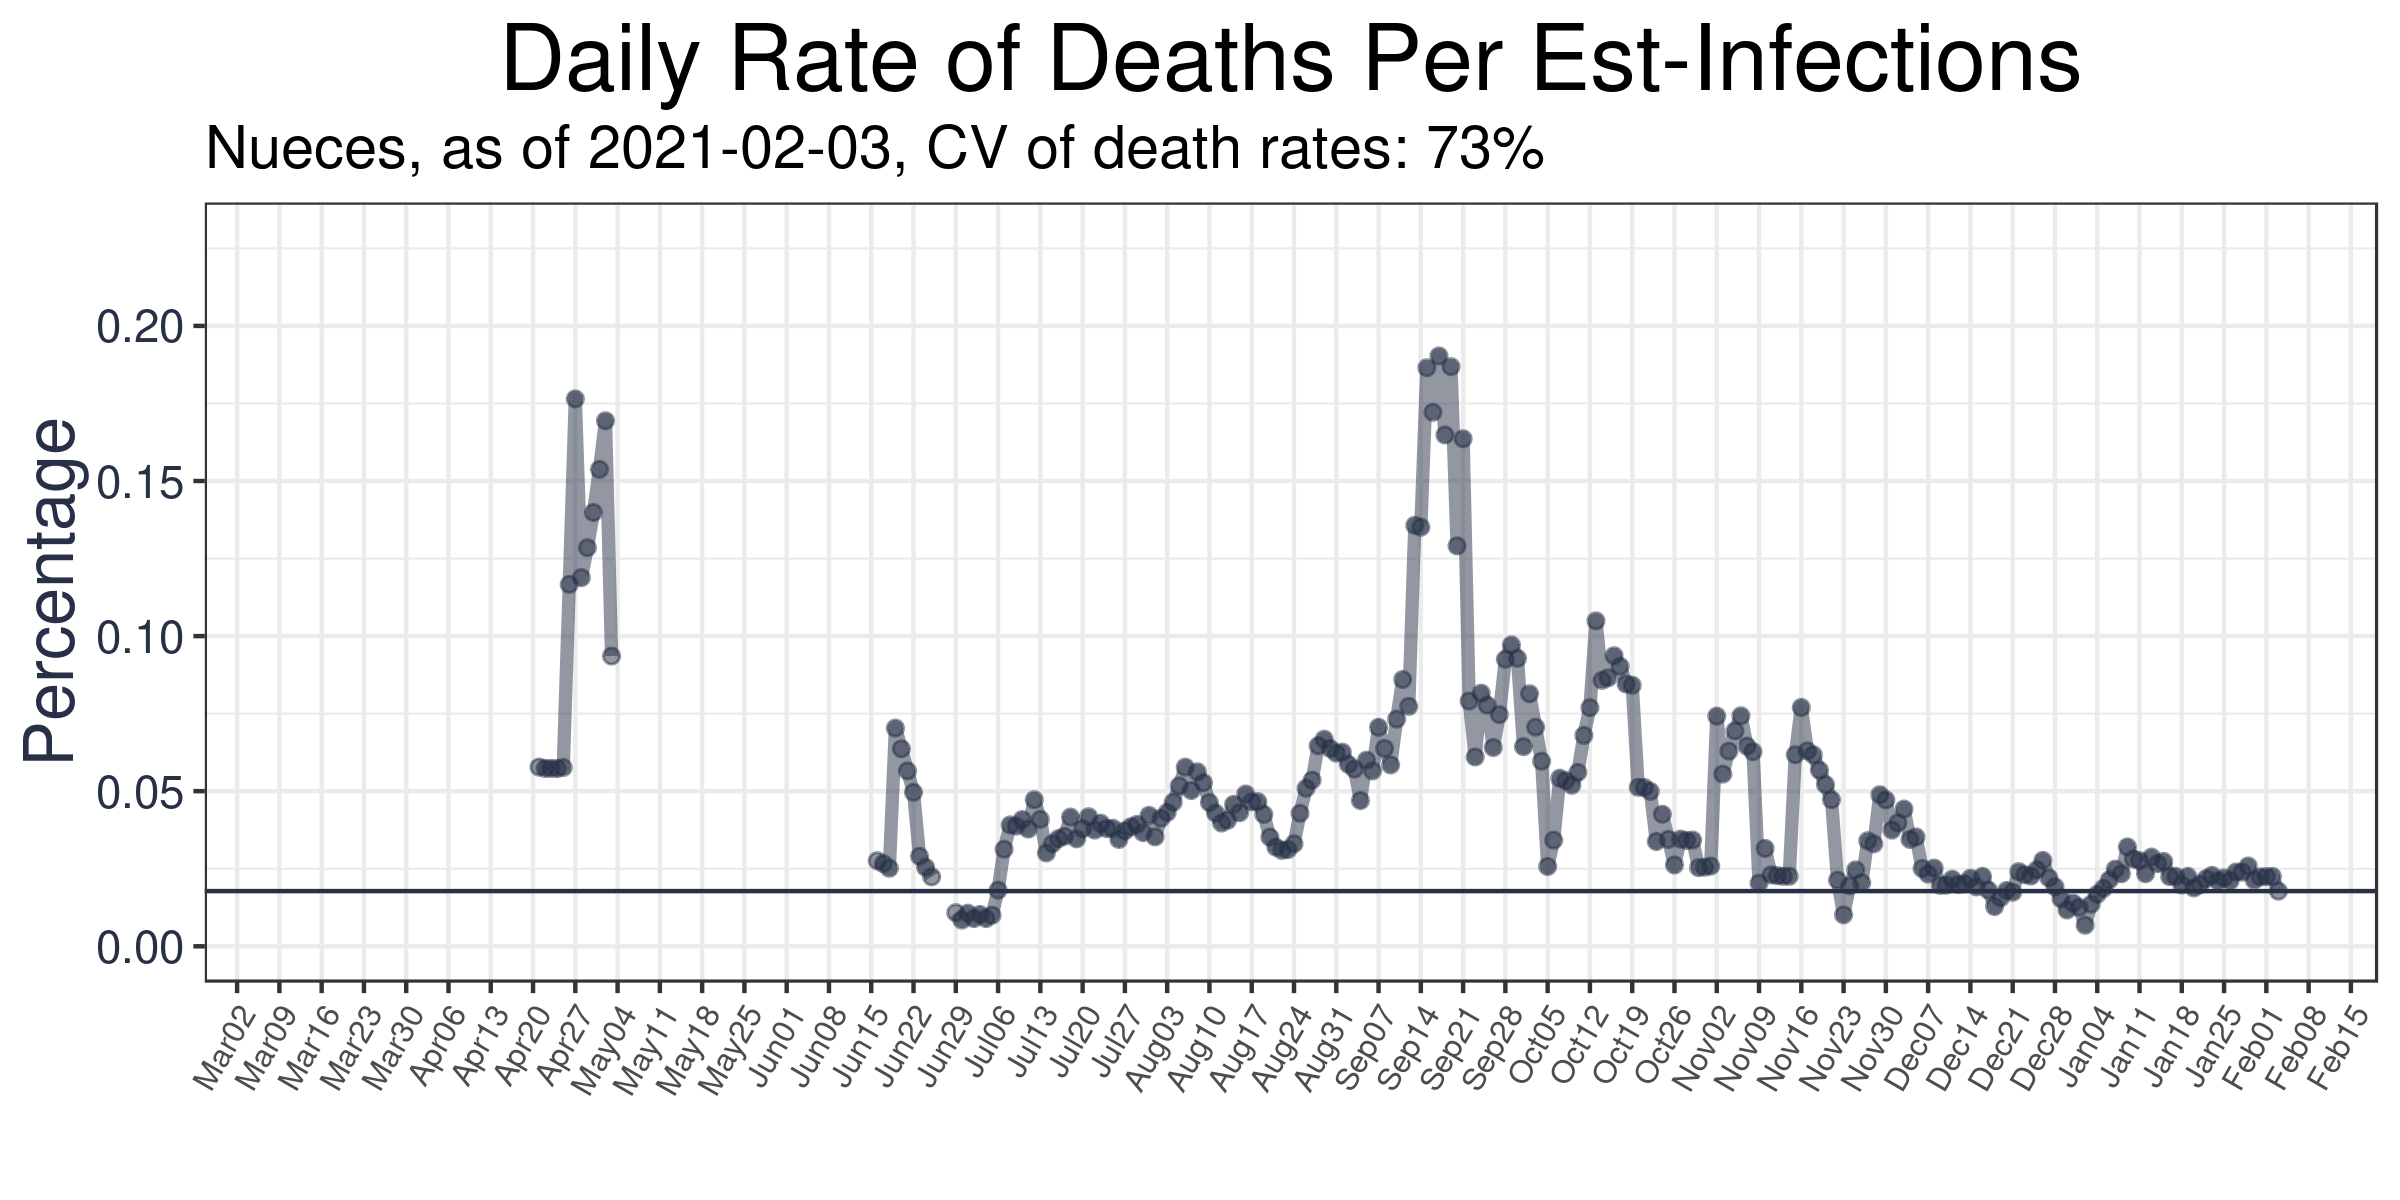 Daily Rate of Deaths Per Est-Infections
Nueces, as of 2021-02-03, CV of death rates: 73%
Percentage
0.20
0.15
0.10
0.05
0.00
Mar02
Mar09
Mar16
Mar23
Mar30
Apr06
Apr13
Apr20
Apr27
May04
May11
May18
May25
Jun01
Jun08
Jun15
Jun22
Jun29
Jul06
Jul13
Jul20
Jul27
Aug03
Aug10
Aug17
Aug24
Aug31
Sep07
Sep14
Sep21
Sep28
Oct05
Oct12
Oct19
Oct26
Nov02
Nov09
Nov16
Nov23
Nov30
Dec07
Dec14
Dec21
Dec28
Jan04
Jan11
Jan18
Jan25
Feb01
Feb08
Feb15